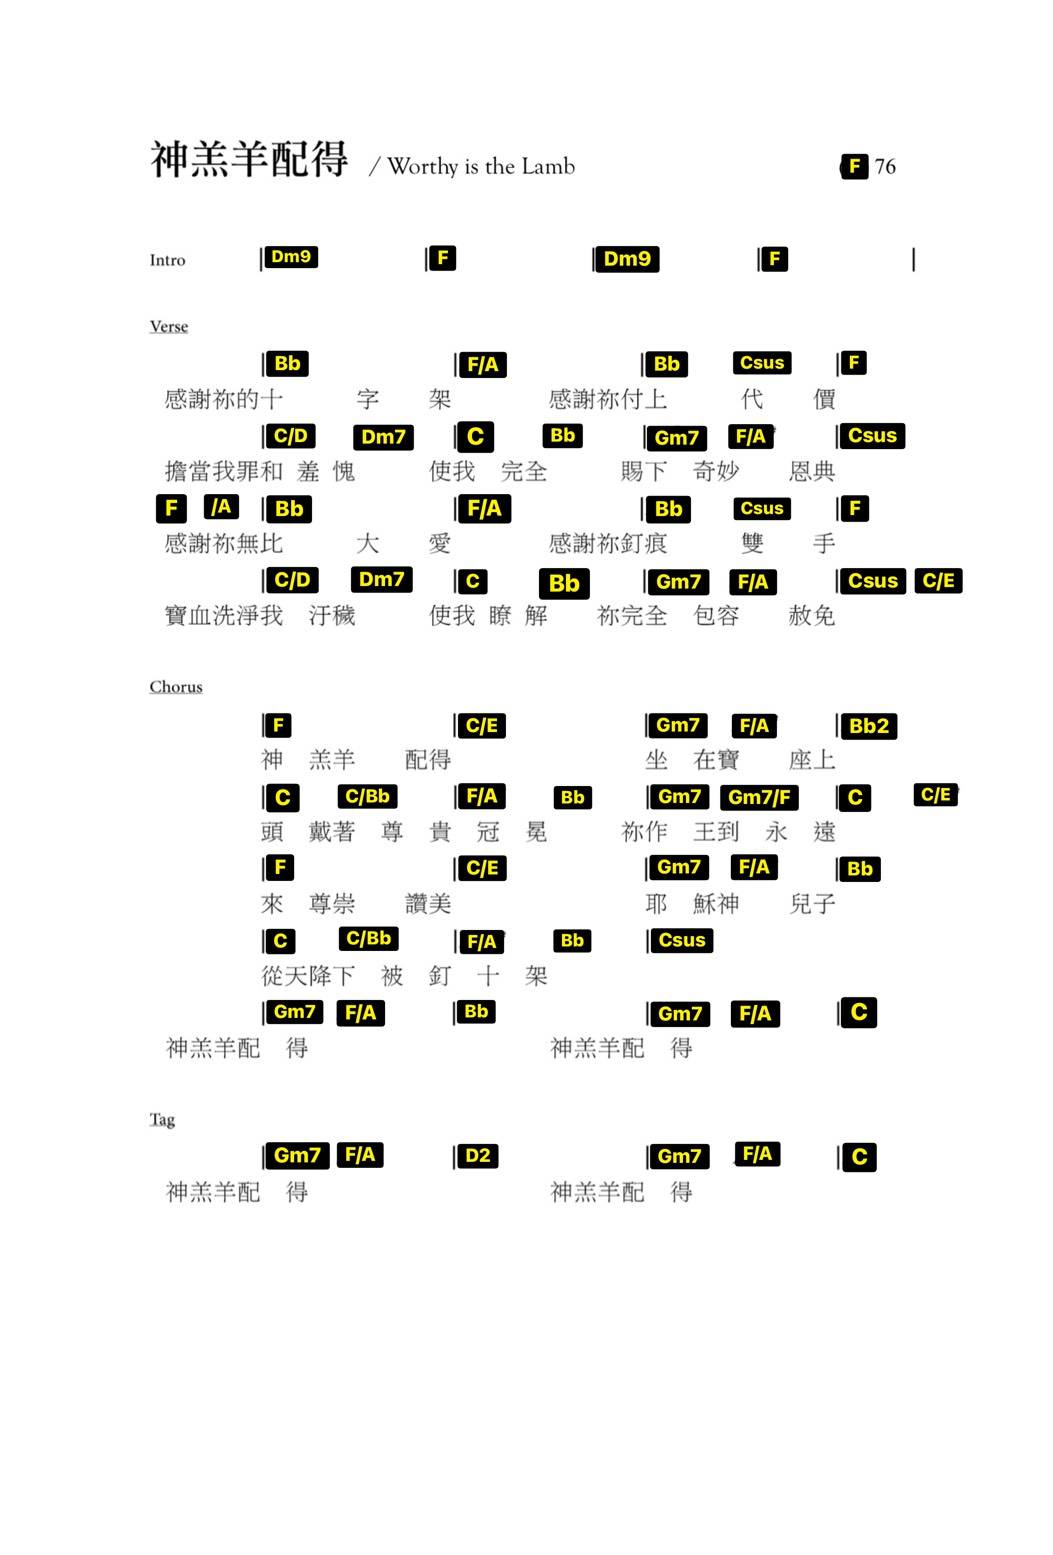 神羔羊配得 / Worthy is the Lamb F 76
Intro |Dm9 |F |Dm9 |F |
Verse
|Bb |F/A |Bb Csus |F
感謝祢的十 字 架 感謝祢付上 代 價
|C/D Dm7 |C Bb |Gm7 F/A |Csus
擔當我罪和 羞 愧 使我 完全 賜下 奇妙 恩典
F /A |Bb |F/A |Bb Csus |F
感謝祢無比 大 愛 感謝祢釘痕 雙 手
|C/D Dm7 |C Bb |Gm7 F/A |Csus C/E
寶血洗淨我 汙穢 使我 瞭 解 祢完全 包容 赦免
Chorus
|F |C/E |Gm7 F/A |Bb2
神 羔羊 配得 坐 在寶 座上
|C C/Bb |F/A Bb |Gm7 Gm7/F |C C/E
頭 戴著 尊 貴 冠 冕 祢作 王到 永 遠
|F |C/E |Gm7 F/A |Bb
來 尊崇 讚美 耶 穌神 兒子
|C C/Bb |F/A Bb |Csus
從天降下 被 釘 十 架
|Gm7 F/A |Bb |Gm7 F/A |C
神羔羊配 得 神羔羊配 得
Tag
|Gm7 F/A |D2 |Gm7 F/A |C
神羔羊配 得 神羔羊配 得